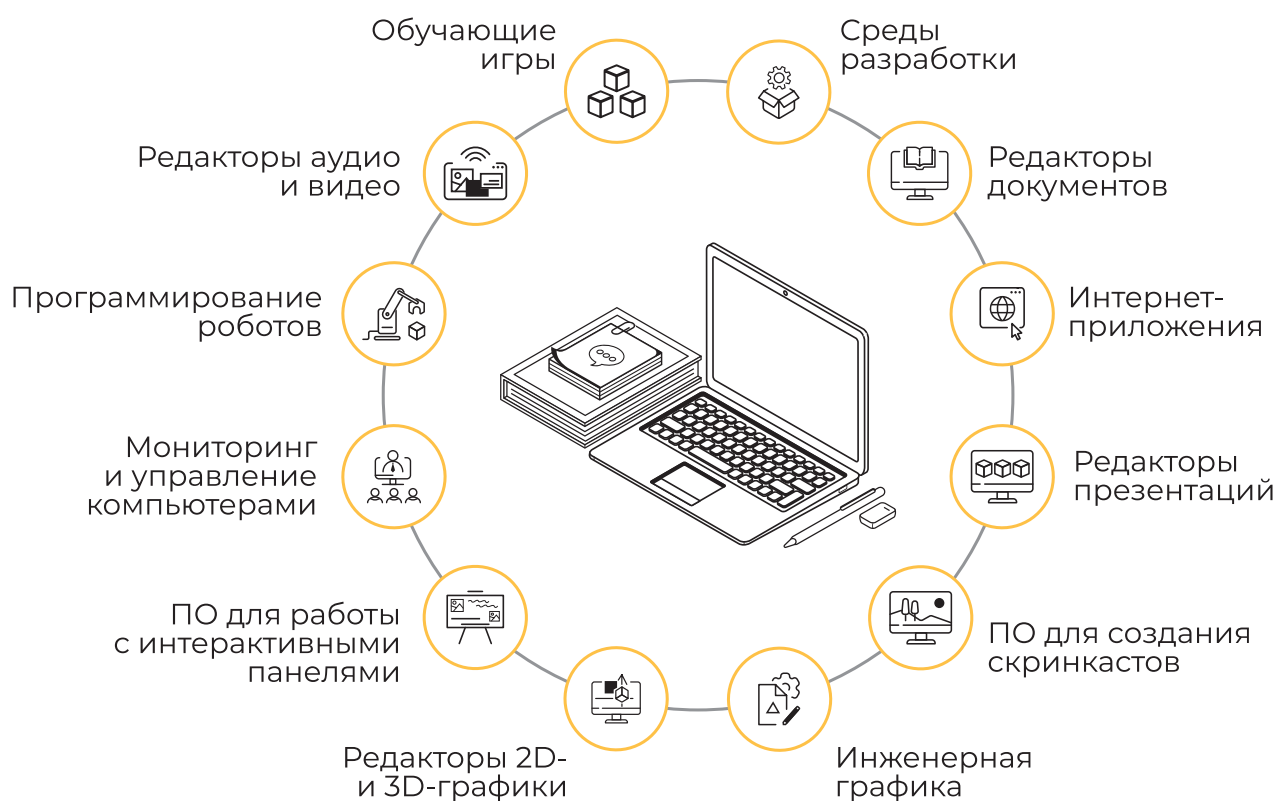 Обучающие
игры
Среды
разработки
Редакторы аудио
и видео
Редакторы
документов
Программирование
роботов
Интернет-
приложения
Мониторинг
и управление
компьютерами
Редакторы
презентаций
ПО для работы
с интерактивными
панелями
ПО для создания
скринкастов
Редакторы 2D-
и 3D-графики
Инженерная
графика